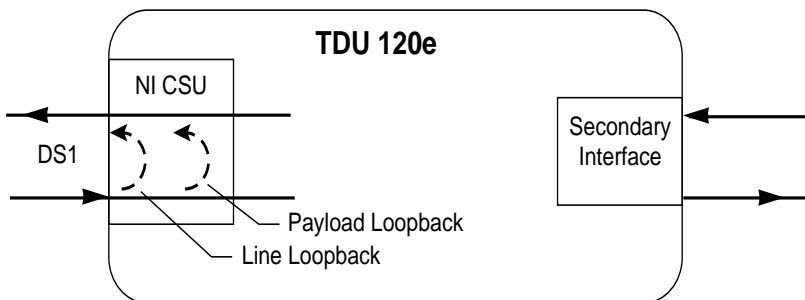 TDU 120e
NI CSU
DS1
Secondary
Interface
Payload Loopback
Line Loopback